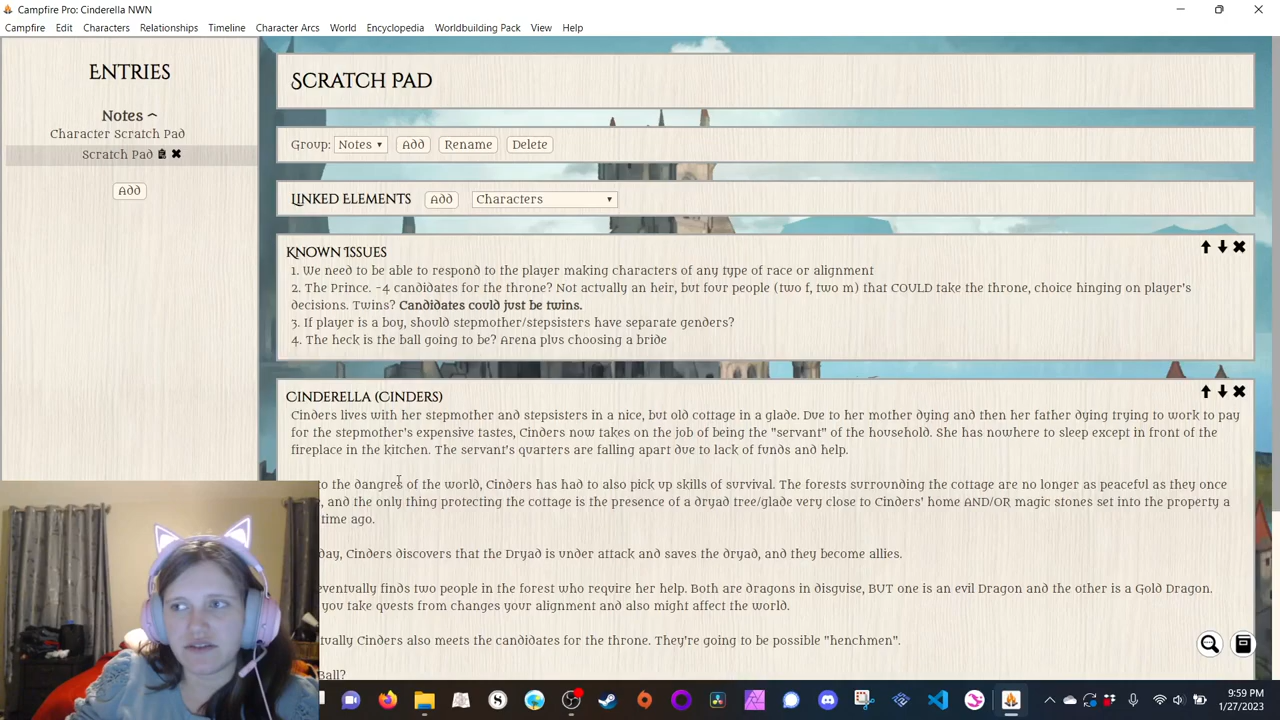 Campfire Pro: Cinderella NWN
Campfire Edit Characters Relationships Timeline Character Arcs World Encyclopedia Worldbuilding Pack View Help
Entries
Notes
Character Scratch Pad
Scratch Pad
Add
Scratch Pad
Group: Notes Add Rename Delete
Linked Elements Add Characters
Known Issues
1. We need to be able to respond to the player making characters of any type of race or alignment
2. The Prince. -4 candidates for the throne? Not actually an heir, but four people (two f, two m) that COULD take the throne, choice hinging on player's
decisions. Twins? Candidates could just be twins.
3. If player is a boy, should stepmother/stepsisters have separate genders?
4. The heck is the ball going to be? Arena plus choosing a bride
Cinderella (Cinders)
Cinders lives with her stepmother and stepsisters in a nice, but old cottage in a glade. Due to her mother dying and then her father dying trying to work to pay
for the stepmother's expensive tastes, Cinders now takes on the job of being the "servant" of the household. She has nowhere to sleep except in front of the
fireplace in the kitchen. The servant's quarters are falling apart due to lack of funds and help.
to the dangres of the world, Cinders has had to also pick up skills of survival. The forests surrounding the cottage are no longer as peaceful as they once
, and the only thing protecting the cottage is the presence of a dryad tree/glade very close to Cinders' home AND/OR magic stones set into the property a
time ago.
day, Cinders discovers that the Dryad is under attack and saves the dryad, and they become allies.
eventually finds two people in the forest who require her help. Both are dragons in disguise, BUT one is an evil Dragon and the other is a Gold Dragon.
you take quests from changes your alignment and also might affect the world.
tually Cinders also meets the candidates for the throne. They're going to be possible "henchmen".
Ball?
9:59 PM
1/27/2023